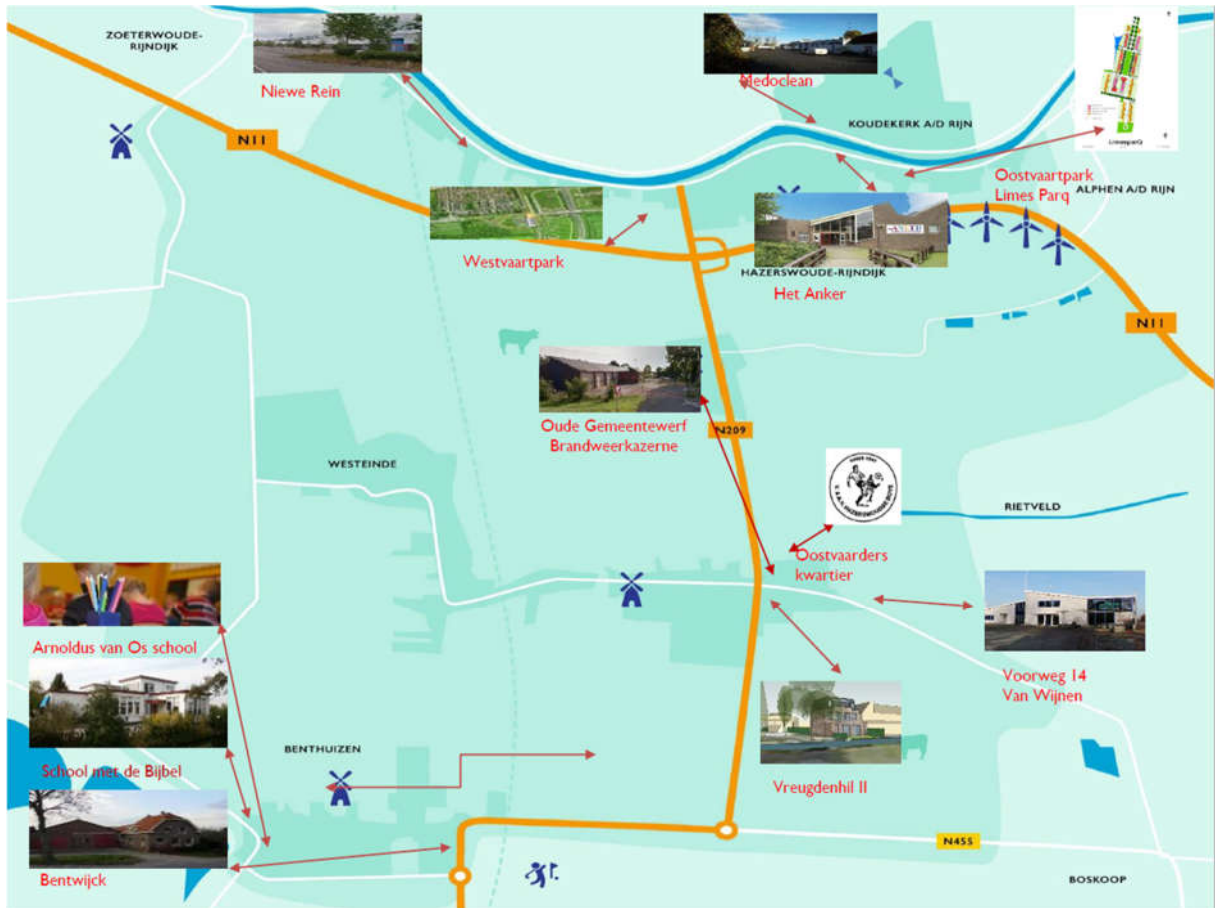 ZOETERWOUDE-
RIJNDIJK
Niewe Rein
Medoclean
KOUDEKERK A/D RIJN
LimesparQ
N11
Oostvaartpark
Limes Parq
ALPHEN A/D RIJN
Westvaartpark
HAZERSWOUDE-RIJNDIJK
Het Anker
N11
Oude Gemeentewerf
Brandweerkazerne
N209
WESTEINDE
RIETVELD
Oostvaarders
kwartier
Arnoldus van Os school
Voorweg 14
Van Wijnen
BENTHUIZEN
School met de Bijbel
Vreugdenhil II
N455
Bentwijck
BOSKOOP